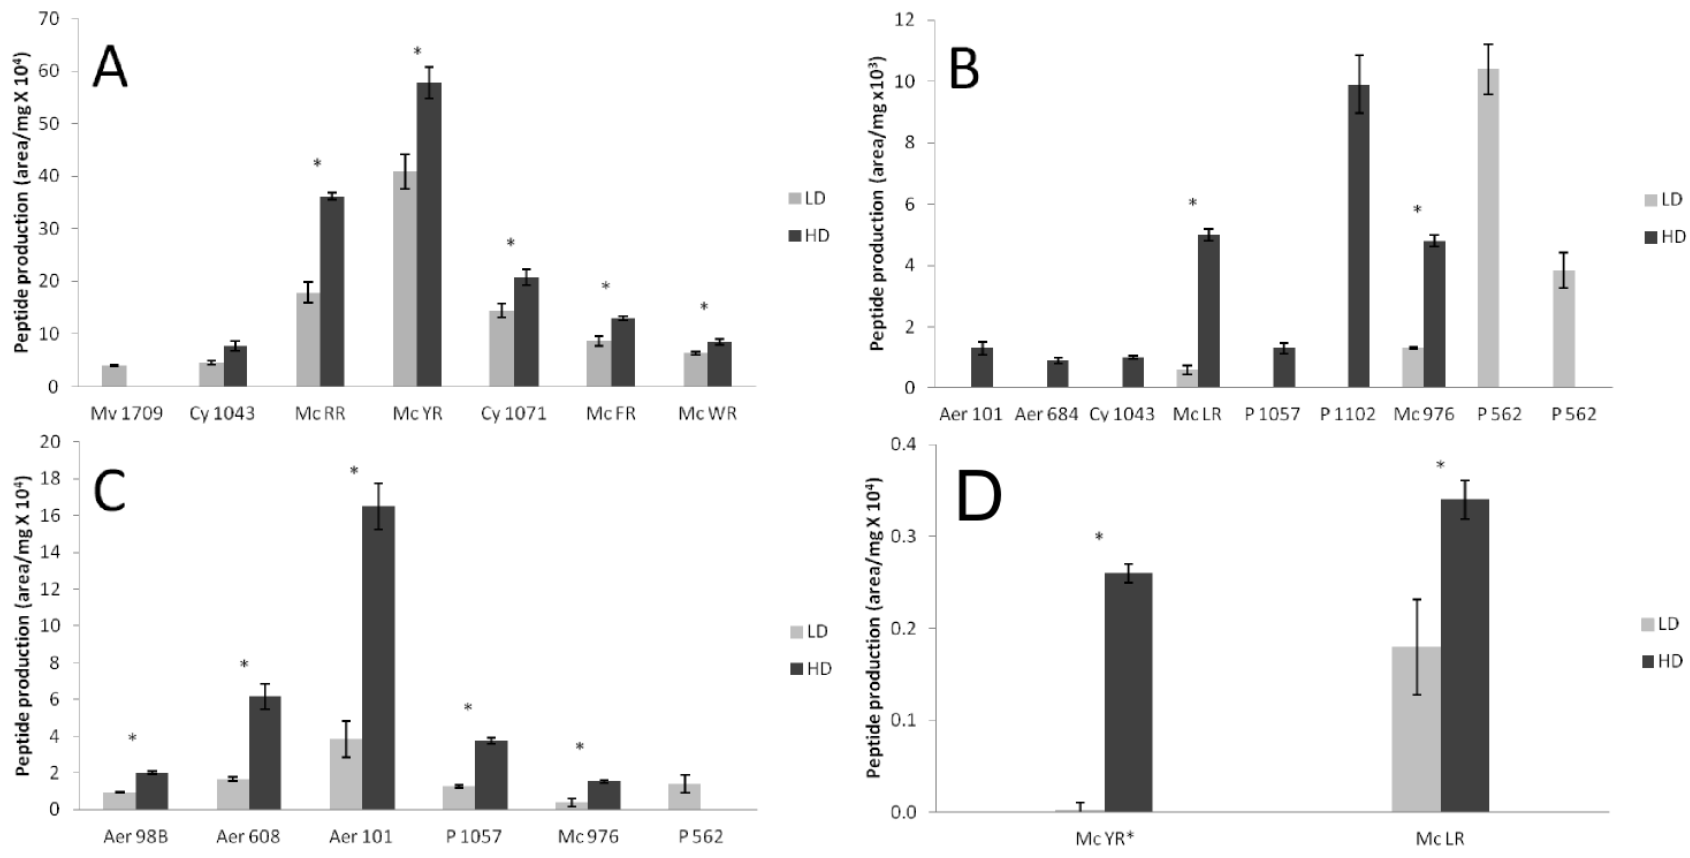 A
Peptide production (area/mg X 10⁴)
70
60
50
40
30
20
10
0
*
*
*
*
*
Mv 1709 Cy 1043 Mc RR Mc YR Cy 1071 Mc FR Mc WR
LD
HD
B
Peptide production (area/mg x10³)
12
10
8
6
4
2
0
*
*
Aer 101 Aer 684 Cy 1043 Mc LR P 1057 P 1102 Mc 976 P 562 P 562
LD
HD
C
Peptide production (area/mg X 10⁴)
20
18
16
14
12
10
8
6
4
2
0
*
*
*
*
*
Aer 98B Aer 608 Aer 101 P 1057 Mc 976 P 562
LD
HD
D
Peptide production (area/mg X 10⁴)
0.4
0.3
0.2
0.1
0.0
*
*
Mc YR* Mc LR
LD
HD